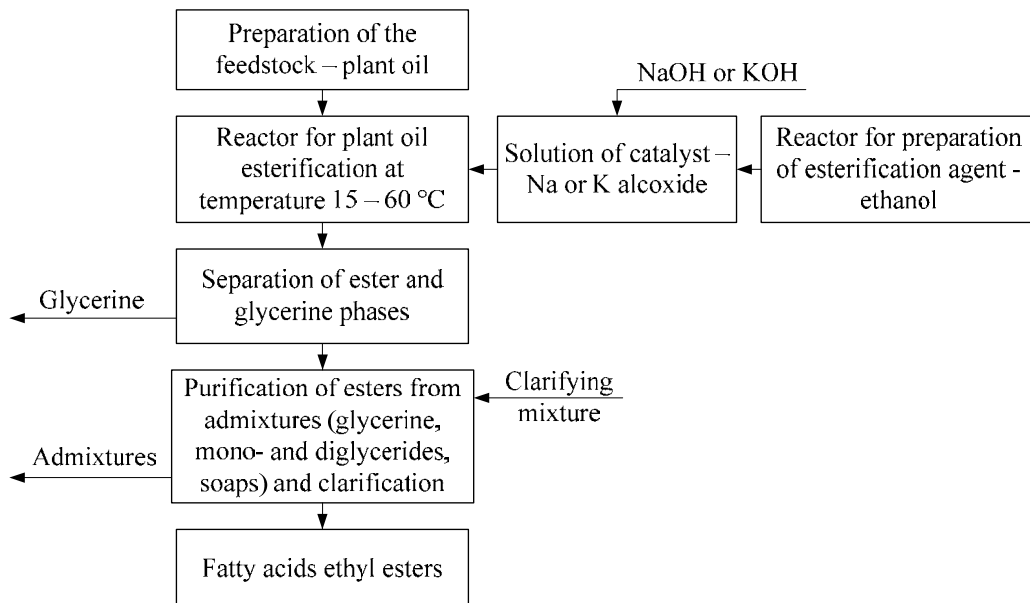 Preparation of the
feedstock – plant oil
NaOH or KOH
Reactor for plant oil
esterification at
temperature 15 – 60 °C
Solution of catalyst –
Na or K alcoxide
Reactor for preparation
of esterification agent -
ethanol
Separation of ester and
glycerine phases
Glycerine
Purification of esters from
admixtures (glycerine,
mono- and diglycerides,
soaps) and clarification
Clarifying
mixture
Admixtures
Fatty acids ethyl esters